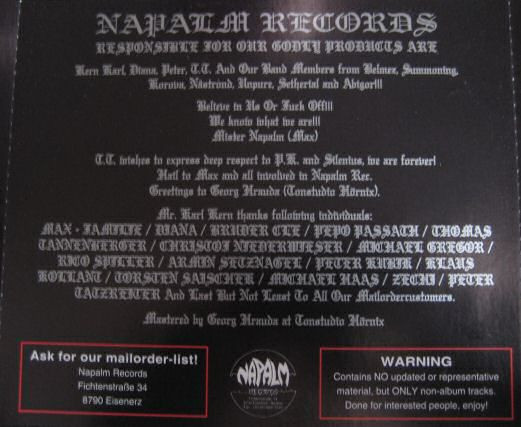 NAPALM RECORDS
RESPONSIBLE FOR OUR GODLY PRODUCTS ARE
Kern Karl, Diana, Peter, T.T. And Our Band Members from Belmez, Summoning,
Korova, Nåstrond, Unpure, Setherial and Abigor!!!
Believe in Us Or Fuck Off!!!
We know what we are!!!
Mister Napalm (Max)
T.T. wishes to express deep respect to P.K. and Silentus, we are forever!
Hail to Max and all involved in Napalm Rec.
Greetings to Georg Hrauda (Tonstudio Hörntx).
Mr. Karl Kern thanks following individuals:
MAX - FAMILIE / DIANA / BRUDER CLE / PEPO PASSATH / THOMAS
TANNENBERGER / CHRISTOF NIEDERWIESER / MICHAEL GREGOR /
RICO SPILLER / ARMIN SETZNAGEL / PETER KUBIK / KLAUS
KOLLANT / TORSTEN SAISCHER / MICHAEL HAAS / ZECHI / PETER
TATZREITER And Last But Not Least To All Our Mailordercustomers.
Mastered by Georg Hrauda at Tonstudio Hörntx
Ask for our mailorder-list!
Napalm Records
Fichtenstraße 34
8790 Eisenerz
NAPALM
RECORDS
WARNING
Contains NO updated or representative
material, but ONLY non-album tracks.
Done for interested people, enjoy!